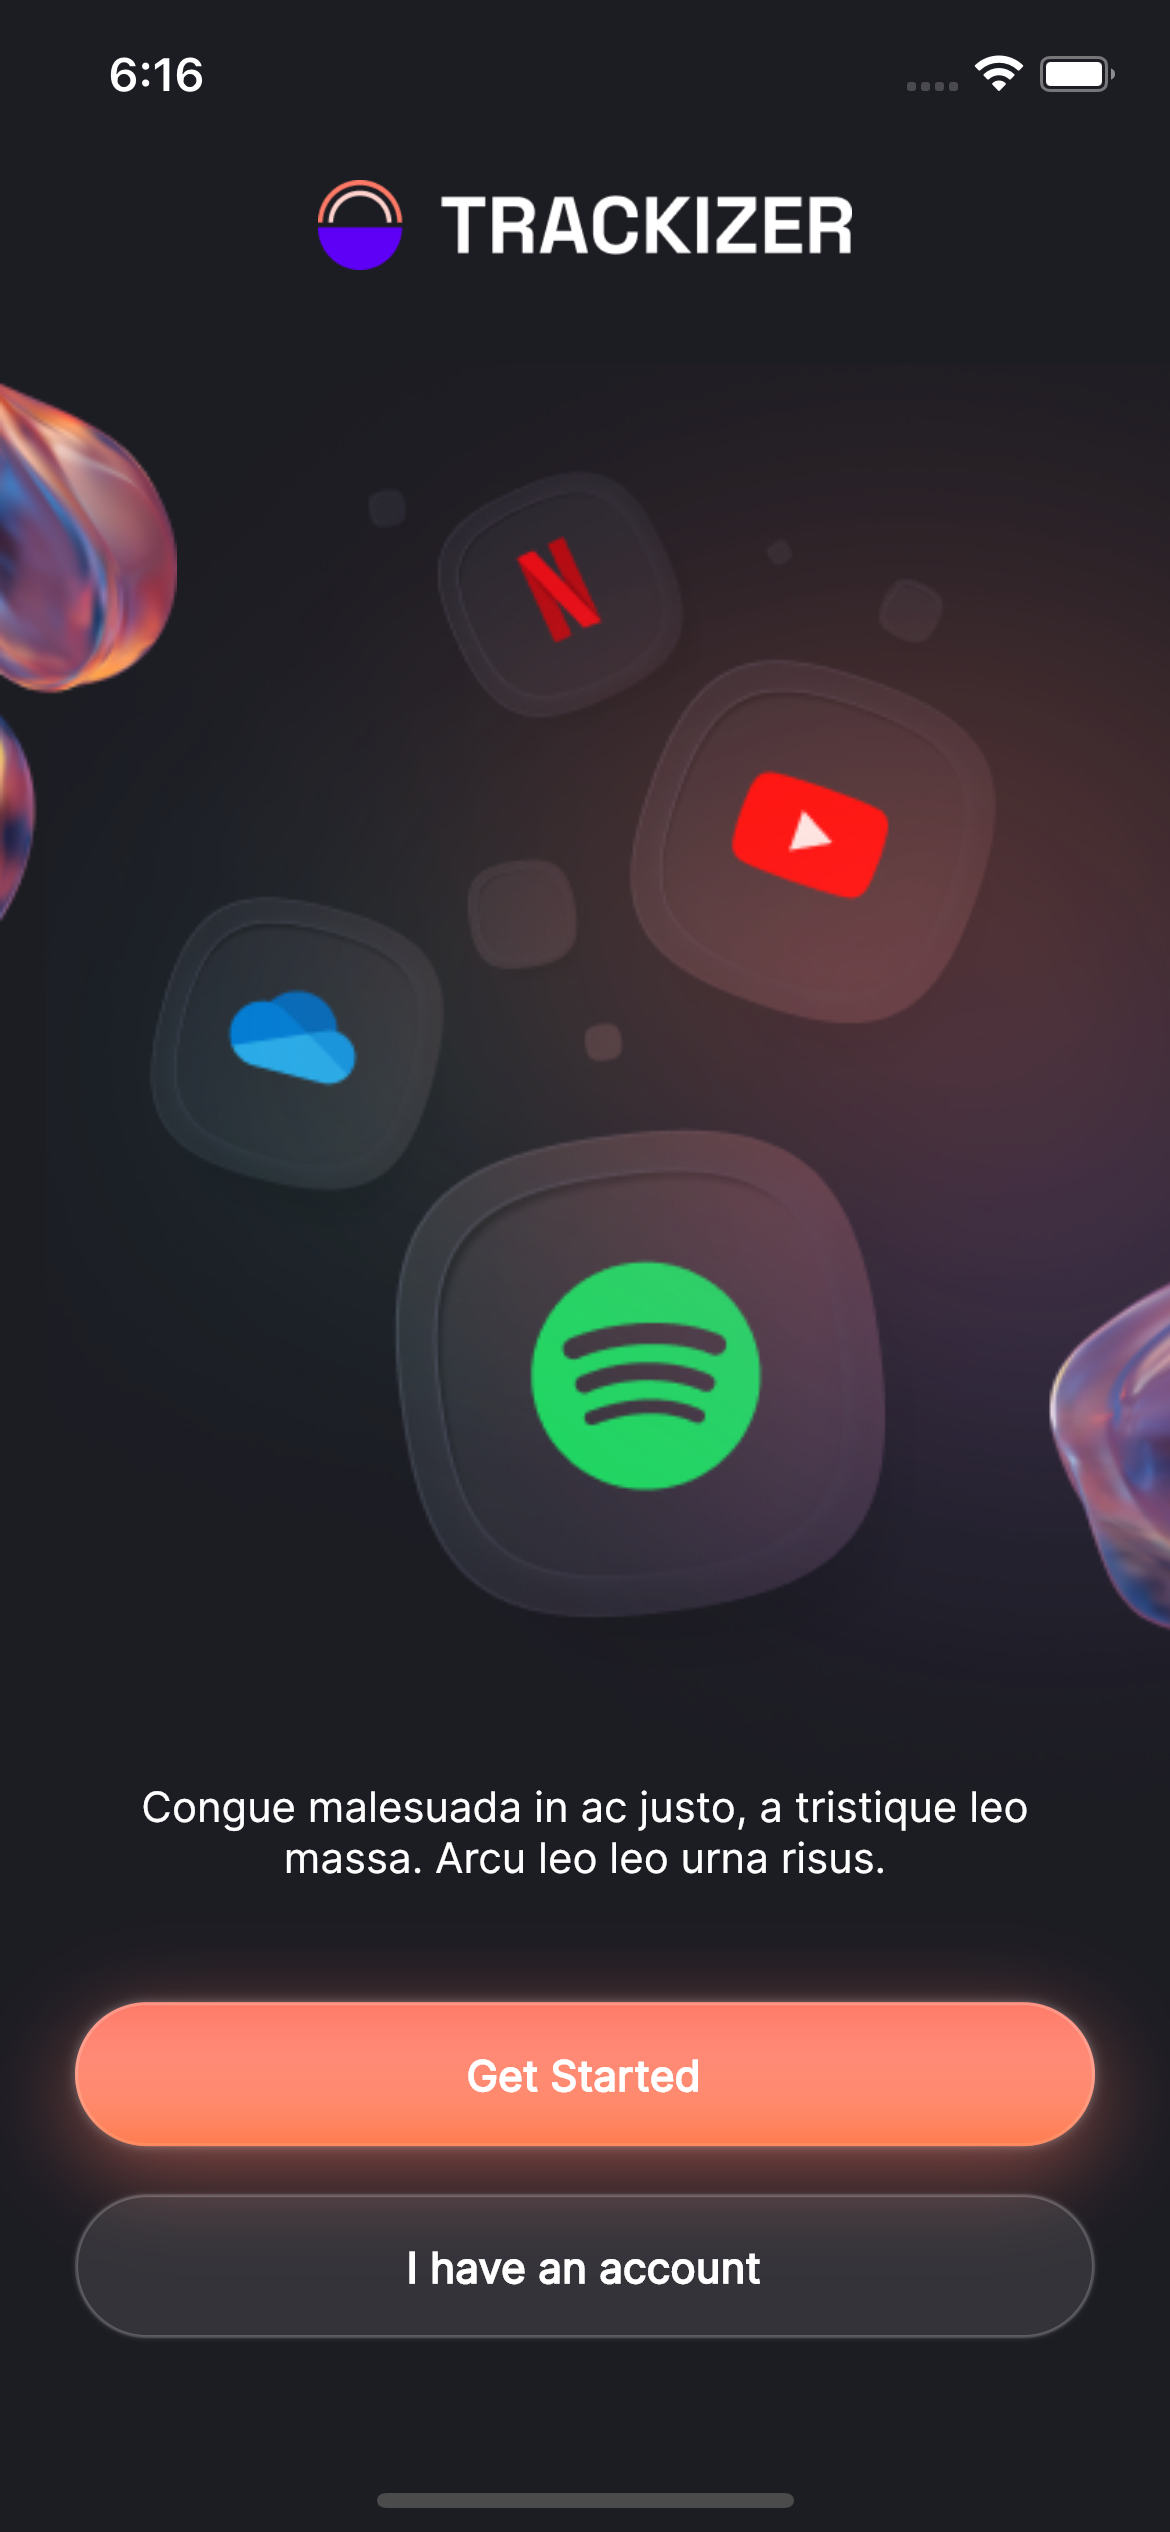 6:16
TRACKIZER
Congue malesuada in ac justo, a tristique leo
massa. Arcu leo leo urna risus.
Get Started
I have an account